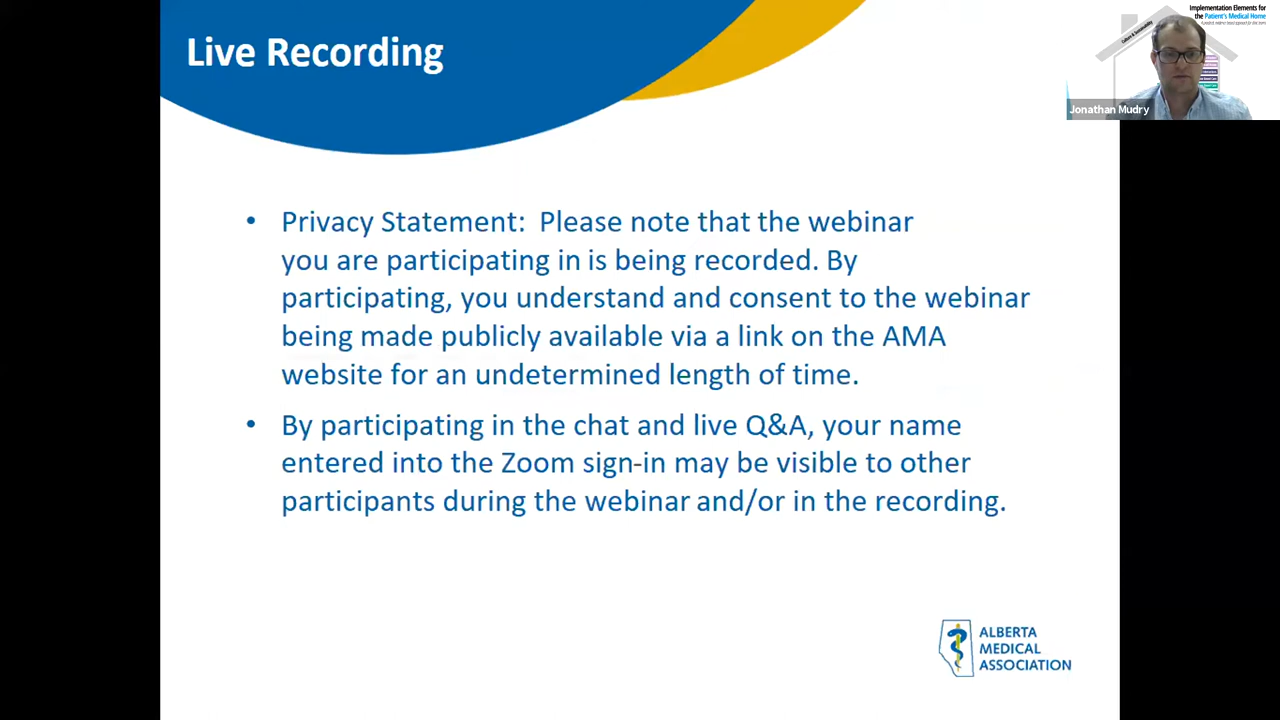 Live Recording
Implementation Elements for
the Patient's Medical Home
Jonathan Mudry
• Privacy Statement:  Please note that the webinar
you are participating in is being recorded. By
participating, you understand and consent to the webinar
being made publicly available via a link on the AMA
website for an undetermined length of time.
• By participating in the chat and live Q&A, your name
entered into the Zoom sign-in may be visible to other
participants during the webinar and/or in the recording.
ALBERTA
MEDICAL
ASSOCIATION